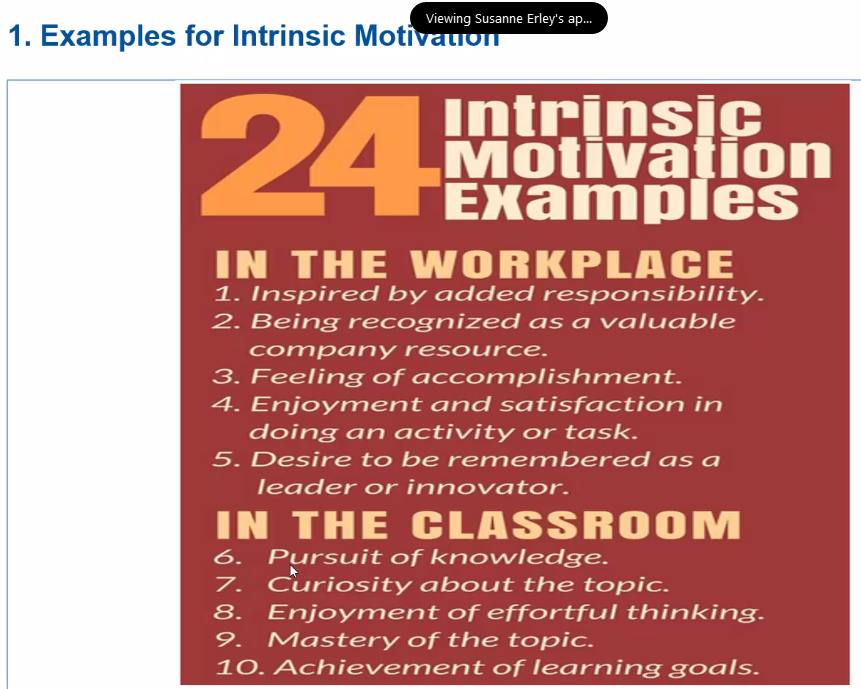 Viewing Susanne Erley's ap...
1. Examples for Intrinsic Motivation
24
Intrinsic
Motivation
Examples
IN THE WORKPLACE
1. Inspired by added responsibility.
2. Being recognized as a valuable
company resource.
3. Feeling of accomplishment.
4. Enjoyment and satisfaction in
doing an activity or task.
5. Desire to be remembered as a
leader or innovator.
IN THE CLASSROOM
6. Pursuit of knowledge.
7. Curiosity about the topic.
8. Enjoyment of effortful thinking.
9. Mastery of the topic.
10. Achievement of learning goals.